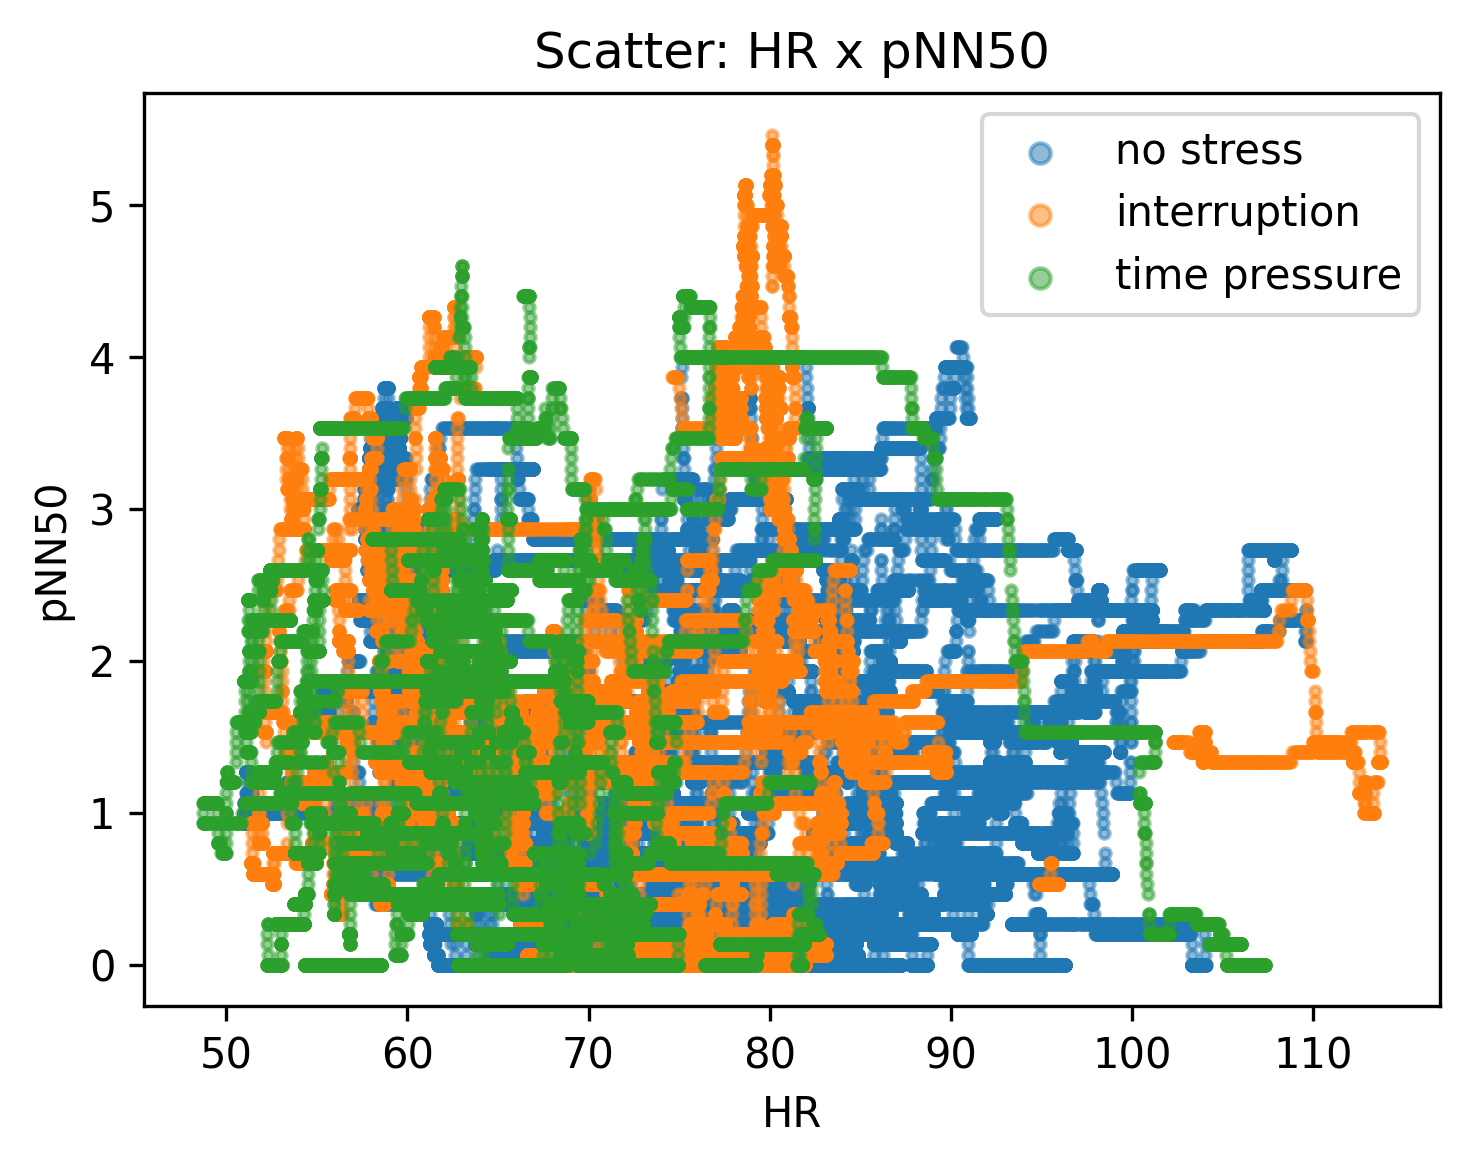 Scatter: HR x pNN50
no stress
interruption
time pressure
pNN50
5
4
3
2
1
0
50 60 70 80 90 100 110
HR